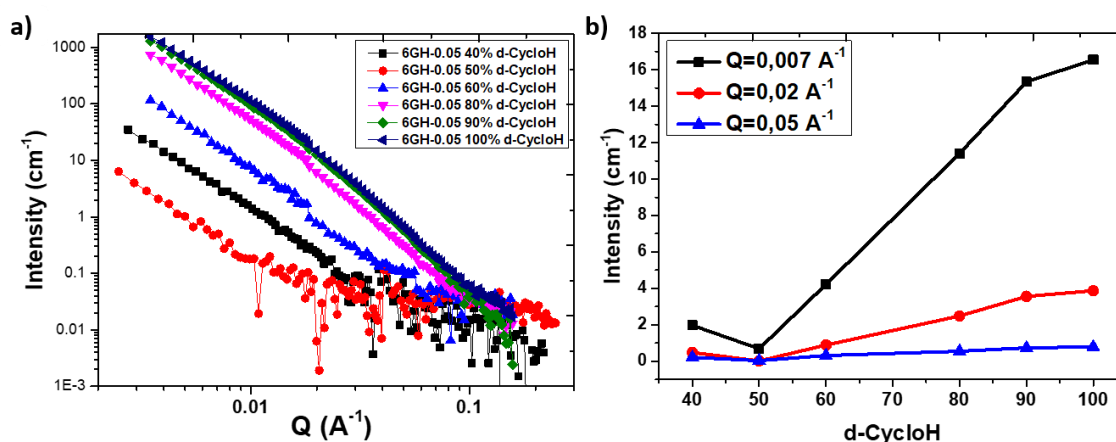 a)
Intensity (cm⁻¹)
1000
100
10
1
0.1
0.01
1E-3
6GH-0.05 40% d-CycloH
6GH-0.05 50% d-CycloH
6GH-0.05 60% d-CycloH
6GH-0.05 80% d-CycloH
6GH-0.05 90% d-CycloH
6GH-0.05 100% d-CycloH
0.01 0.1
Q (A⁻¹)
b)
Intensity (cm⁻¹)
18
16
14
12
10
8
6
4
2
0
Q=0,007 A⁻¹
Q=0,02 A⁻¹
Q=0,05 A⁻¹
40 50 60 70 80 90 100
d-CycloH